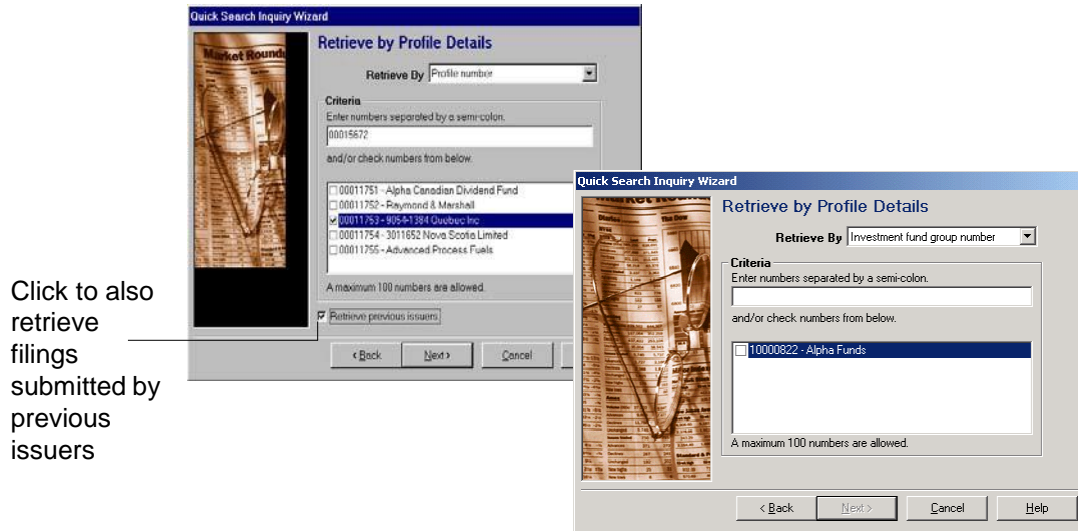 Quick Search Inquiry Wizard
Market Round
Retrieve by Profile Details
Retrieve By Profile number
Criteria
Enter numbers separated by a semi-colon.
00015672
and/or check numbers from below.
00011751 - Alpha Canadian Dividend Fund
00011752 - Raymond & Marshall
00011753 - 9054-1384 Quebec Inc
00011754 - 3011652 Nova Scotia Limited
00011755 - Advanced Process Fuels
A maximum 100 numbers are allowed.
Retrieve previous issuers
< Back Next > Cancel
Click to also
retrieve
filings
submitted by
previous
issuers
Quick Search Inquiry Wizard
Retrieve by Profile Details
Retrieve By Investment fund group number
Criteria
Enter numbers separated by a semi-colon.
and/or check numbers from below.
10000822 - Alpha Funds
A maximum 100 numbers are allowed.
< Back Next > Cancel Help